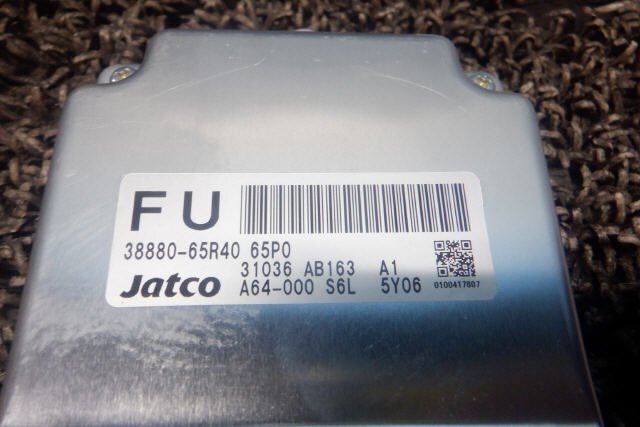 FU
38880-65R40 65P0
31036 AB163 A1
Jatco A64-000 S6L 5Y06
0100417807